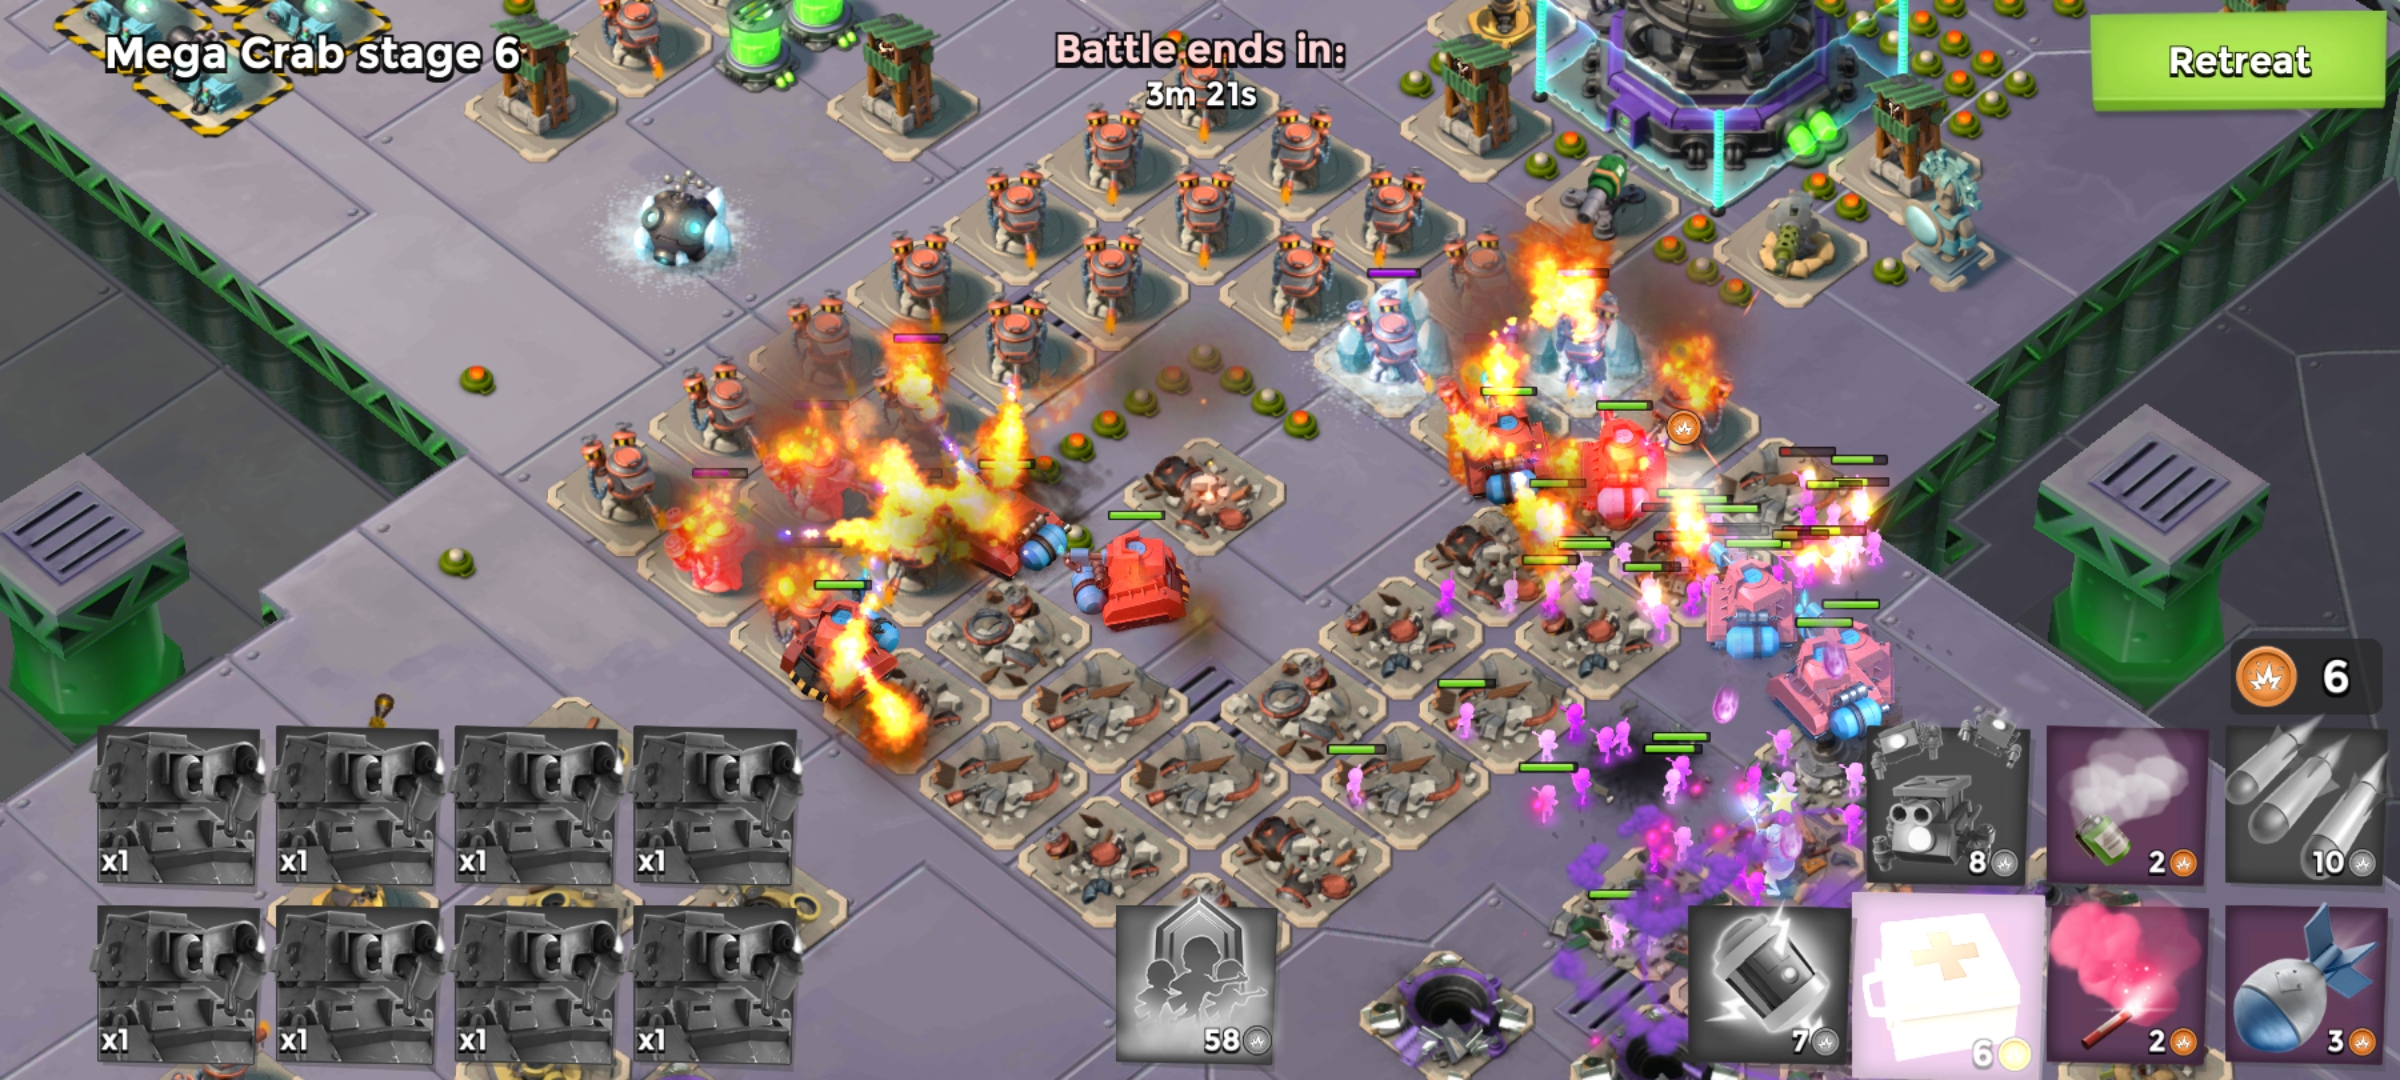 Mega Crab stage 6
Battle ends in:
3m 21s
Retreat
6
x1
x1
x1
x1
8
2
10
x1
x1
x1
x1
58
7
6
2
3